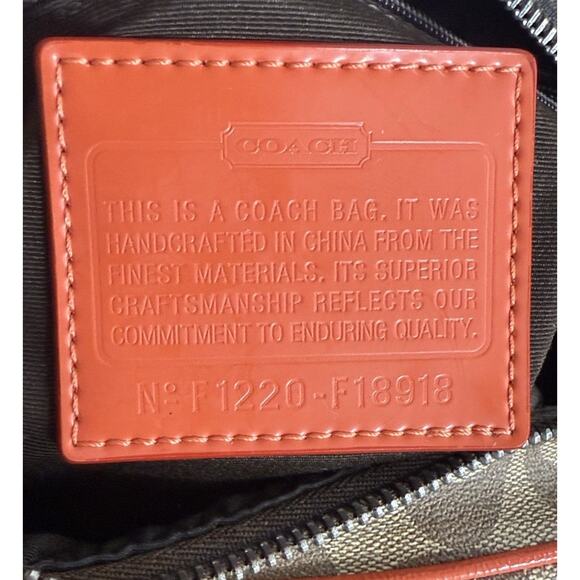 COACH
THIS IS A COACH BAG. IT WAS
HANDCRAFTED IN CHINA FROM THE
FINEST MATERIALS. ITS SUPERIOR
CRAFTSMANSHIP REFLECTS OUR
COMMITMENT TO ENDURING QUALITY.
Nº F1220-F18918